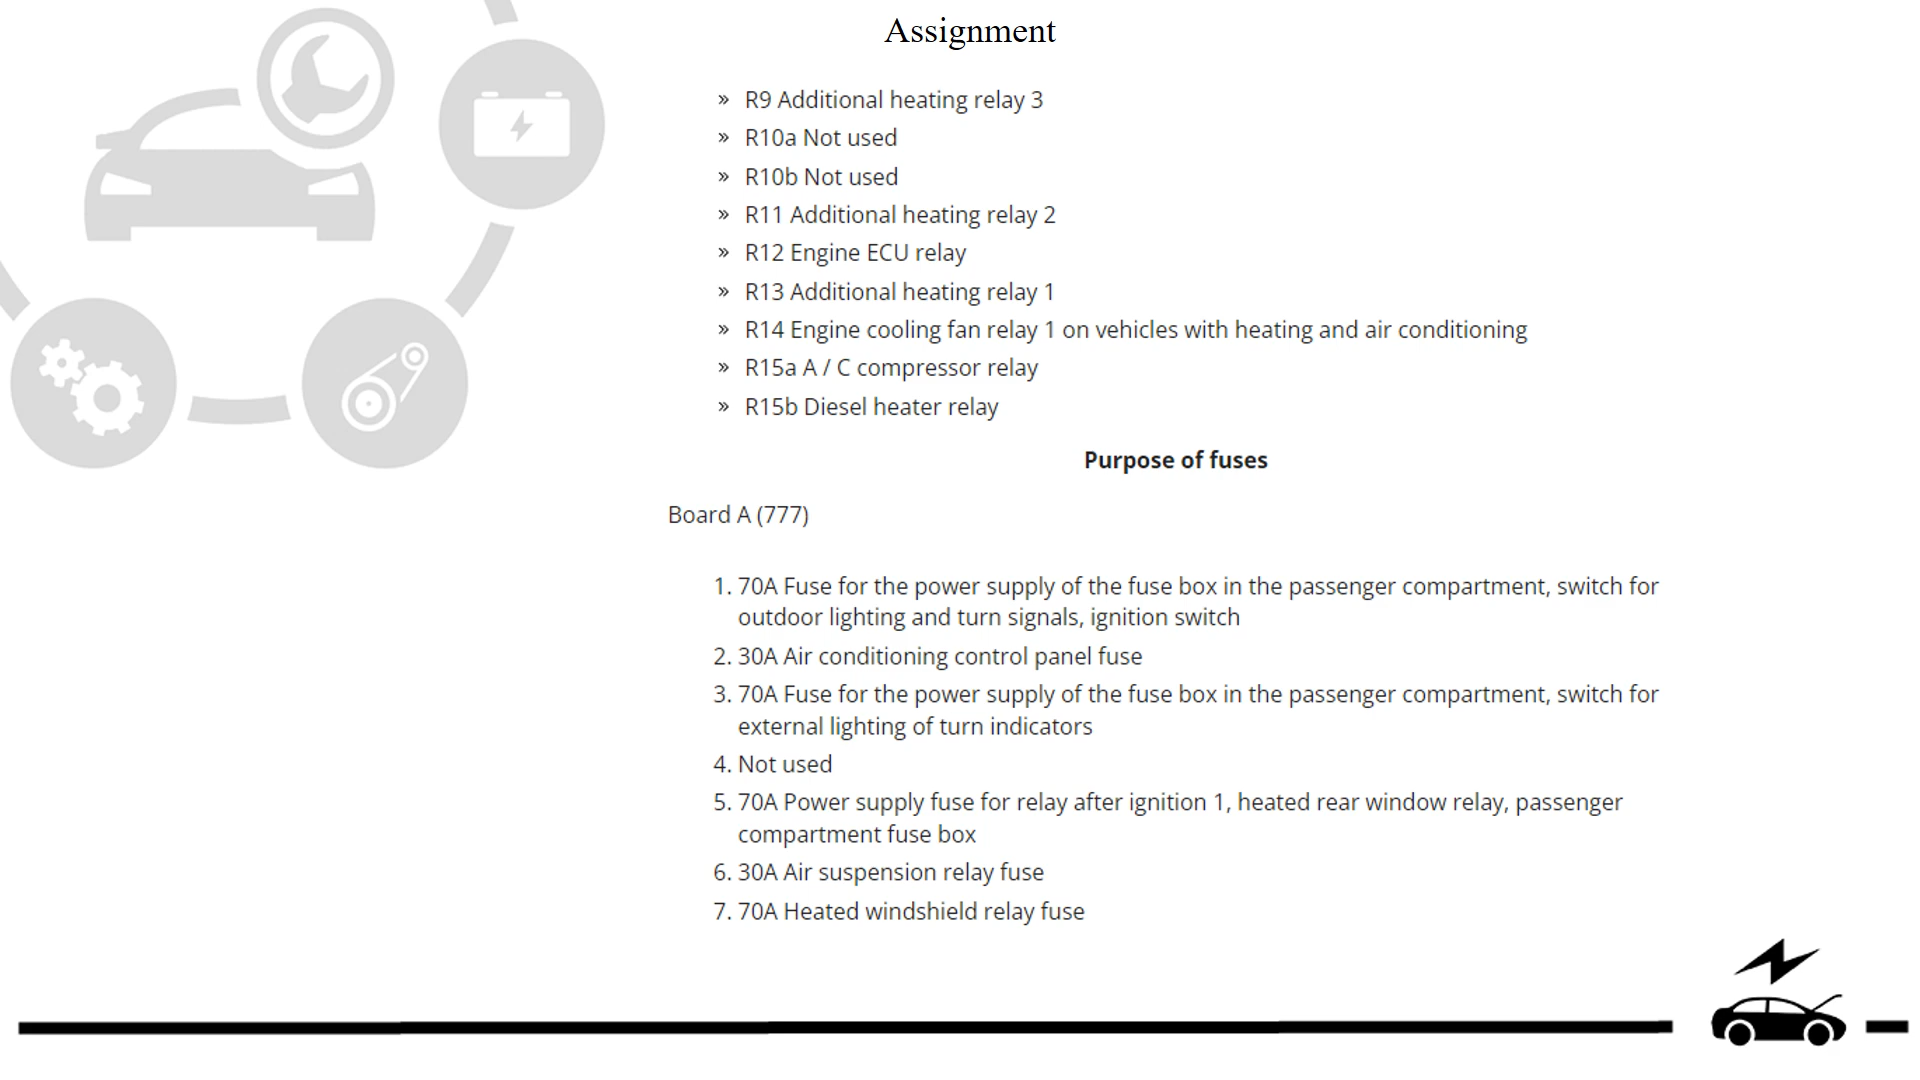 Assignment
» R9 Additional heating relay 3
» R10a Not used
» R10b Not used
» R11 Additional heating relay 2
» R12 Engine ECU relay
» R13 Additional heating relay 1
» R14 Engine cooling fan relay 1 on vehicles with heating and air conditioning
» R15a A / C compressor relay
» R15b Diesel heater relay
Purpose of fuses
Board A (777)
1. 70A Fuse for the power supply of the fuse box in the passenger compartment, switch for
outdoor lighting and turn signals, ignition switch
2. 30A Air conditioning control panel fuse
3. 70A Fuse for the power supply of the fuse box in the passenger compartment, switch for
external lighting of turn indicators
4. Not used
5. 70A Power supply fuse for relay after ignition 1, heated rear window relay, passenger
compartment fuse box
6. 30A Air suspension relay fuse
7. 70A Heated windshield relay fuse